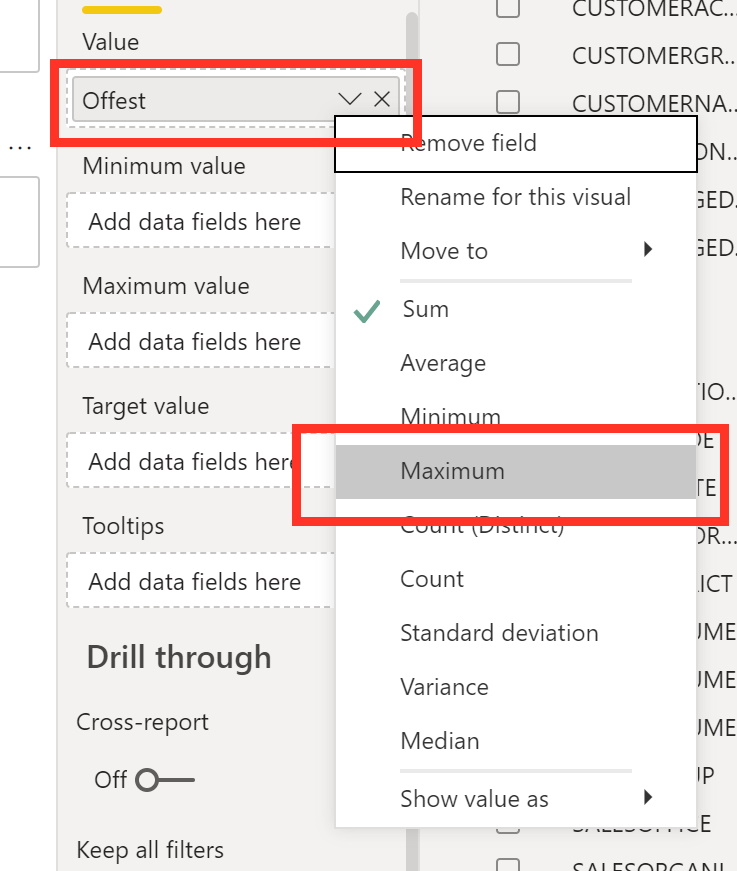 Value
Offest
Minimum value
Add data fields here
Maximum value
Add data fields here
Target value
Add data fields here
Tooltips
Add data fields here
Drill through
Cross-report
Off
Keep all filters
Remove field
Rename for this visual
Move to
Sum
Average
Minimum
Maximum
Count (Distinct)
Count
Standard deviation
Variance
Median
Show value as
CUSTOMERAC...
CUSTOMERGR...
CUSTOMERNA...
ON...
GED...
GED...
IO...
DE
TE
OR...
ICT
UME
UME
UME
UP
SALESOFFICE
SALESORGANI